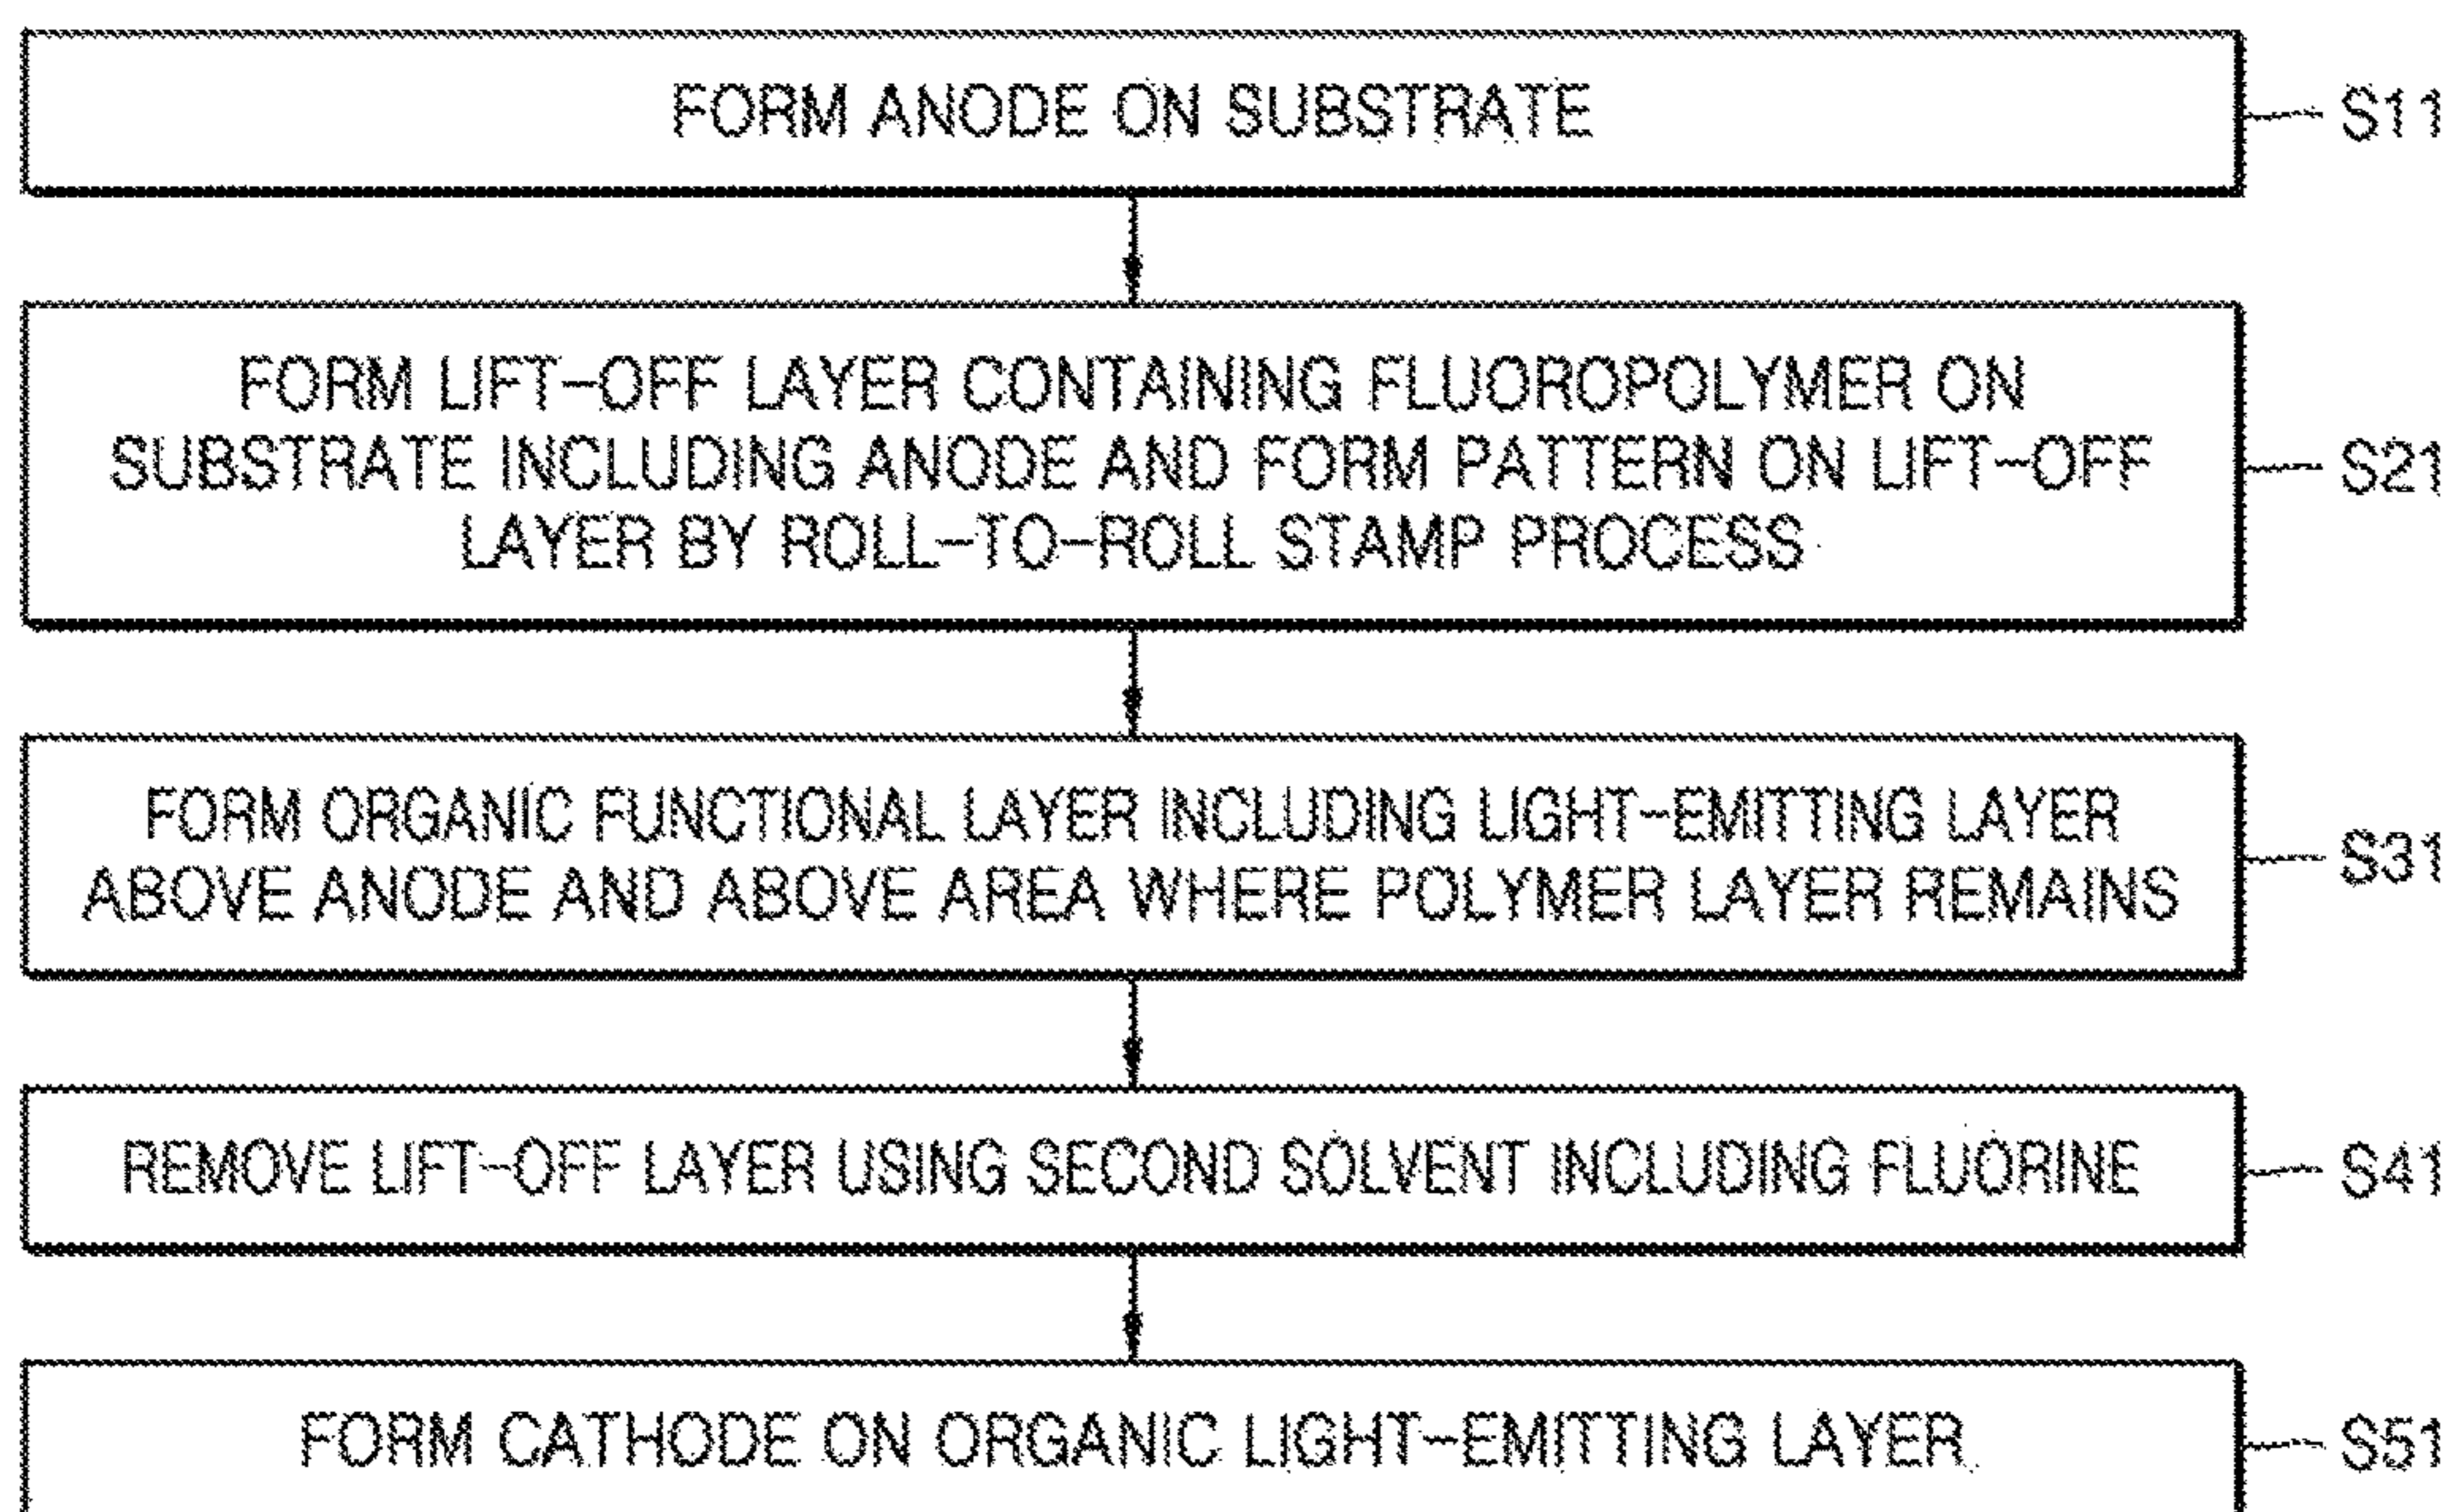 FORM ANODE ON SUBSTRATE
S11
FORM LIFT-OFF LAYER CONTAINING FLUOROPOLYMER ON
SUBSTRATE INCLUDING ANODE AND FORM PATTERN ON LIFT-OFF
LAYER BY ROLL-TO-ROLL STAMP PROCESS
S21
FORM ORGANIC FUNCTIONAL LAYER INCLUDING LIGHT-EMITTING LAYER
ABOVE ANODE AND ABOVE AREA WHERE POLYMER LAYER REMAINS
S31
REMOVE LIFT-OFF LAYER USING SECOND SOLVENT INCLUDING FLUORINE
S41
FORM CATHODE ON ORGANIC LIGHT-EMITTING LAYER
S51